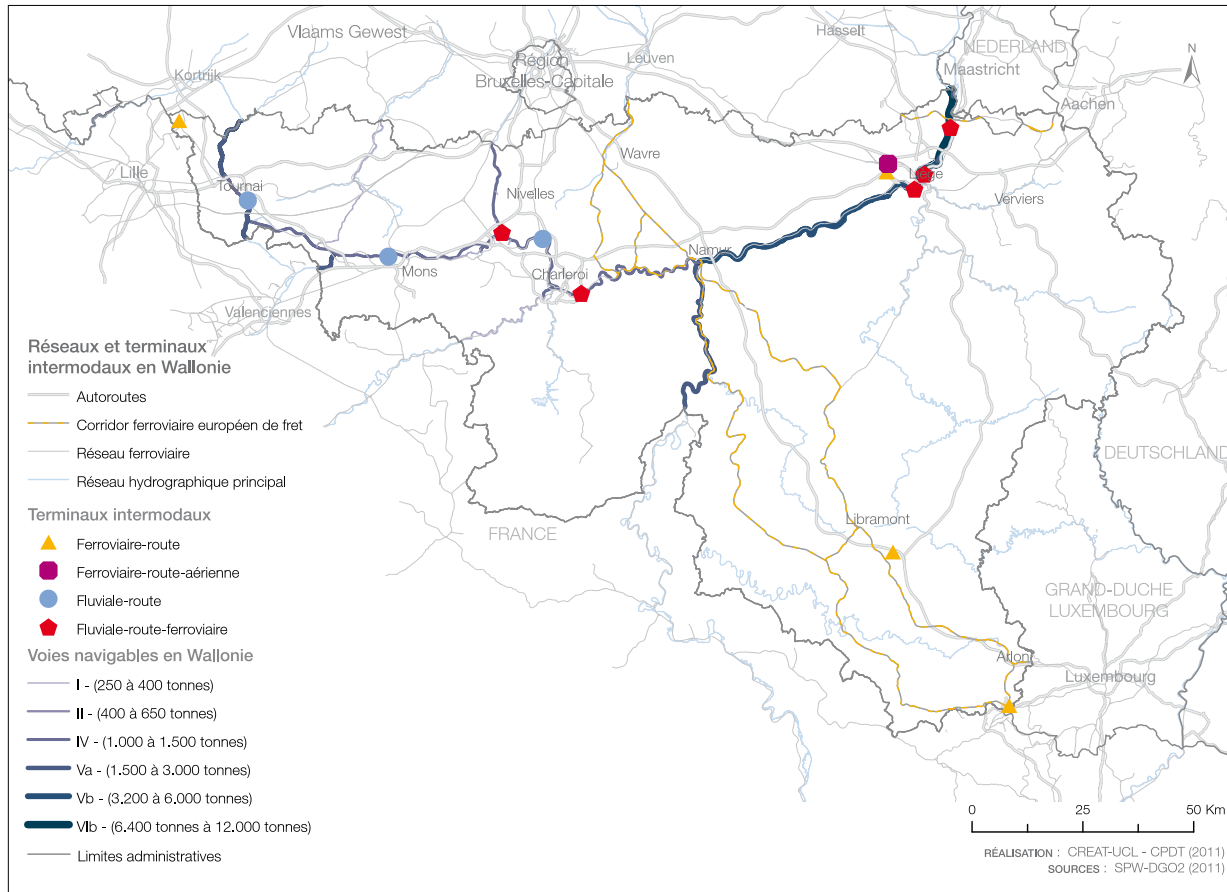 Vlaams Gewest
Hasselt
NEDERLAND
Leuven
Région
Bruxelles-Capitale
Maastricht
N
Kortrijk
Aachen
Wavre
Lille
Tournai
Liège
Nivelles
Verviers
Namur
Mons
Charleroi
Valenciennes
DEUTSCHLAND
Libramont
FRANCE
GRAND-DUCHE
LUXEMBOURG
Arlon
Luxembourg
Réseaux et terminaux
intermodaux en Wallonie
Autoroutes
Corridor ferroviaire européen de fret
Réseau ferroviaire
Réseau hydrographique principal
Terminaux intermodaux
Ferroviaire-route
Ferroviaire-route-aérienne
Fluviale-route
Fluviale-route-ferroviaire
Voies navigables en Wallonie
I - (250 à 400 tonnes)
II - (400 à 650 tonnes)
IV - (1.000 à 1.500 tonnes)
Va - (1.500 à 3.000 tonnes)
Vb - (3.200 à 6.000 tonnes)
VIb - (6.400 tonnes à 12.000 tonnes)
Limites administratives
0 25 50 Km
RÉALISATION : CREAT-UCL - CPDT (2011)
SOURCES : SPW-DGO2 (2011)